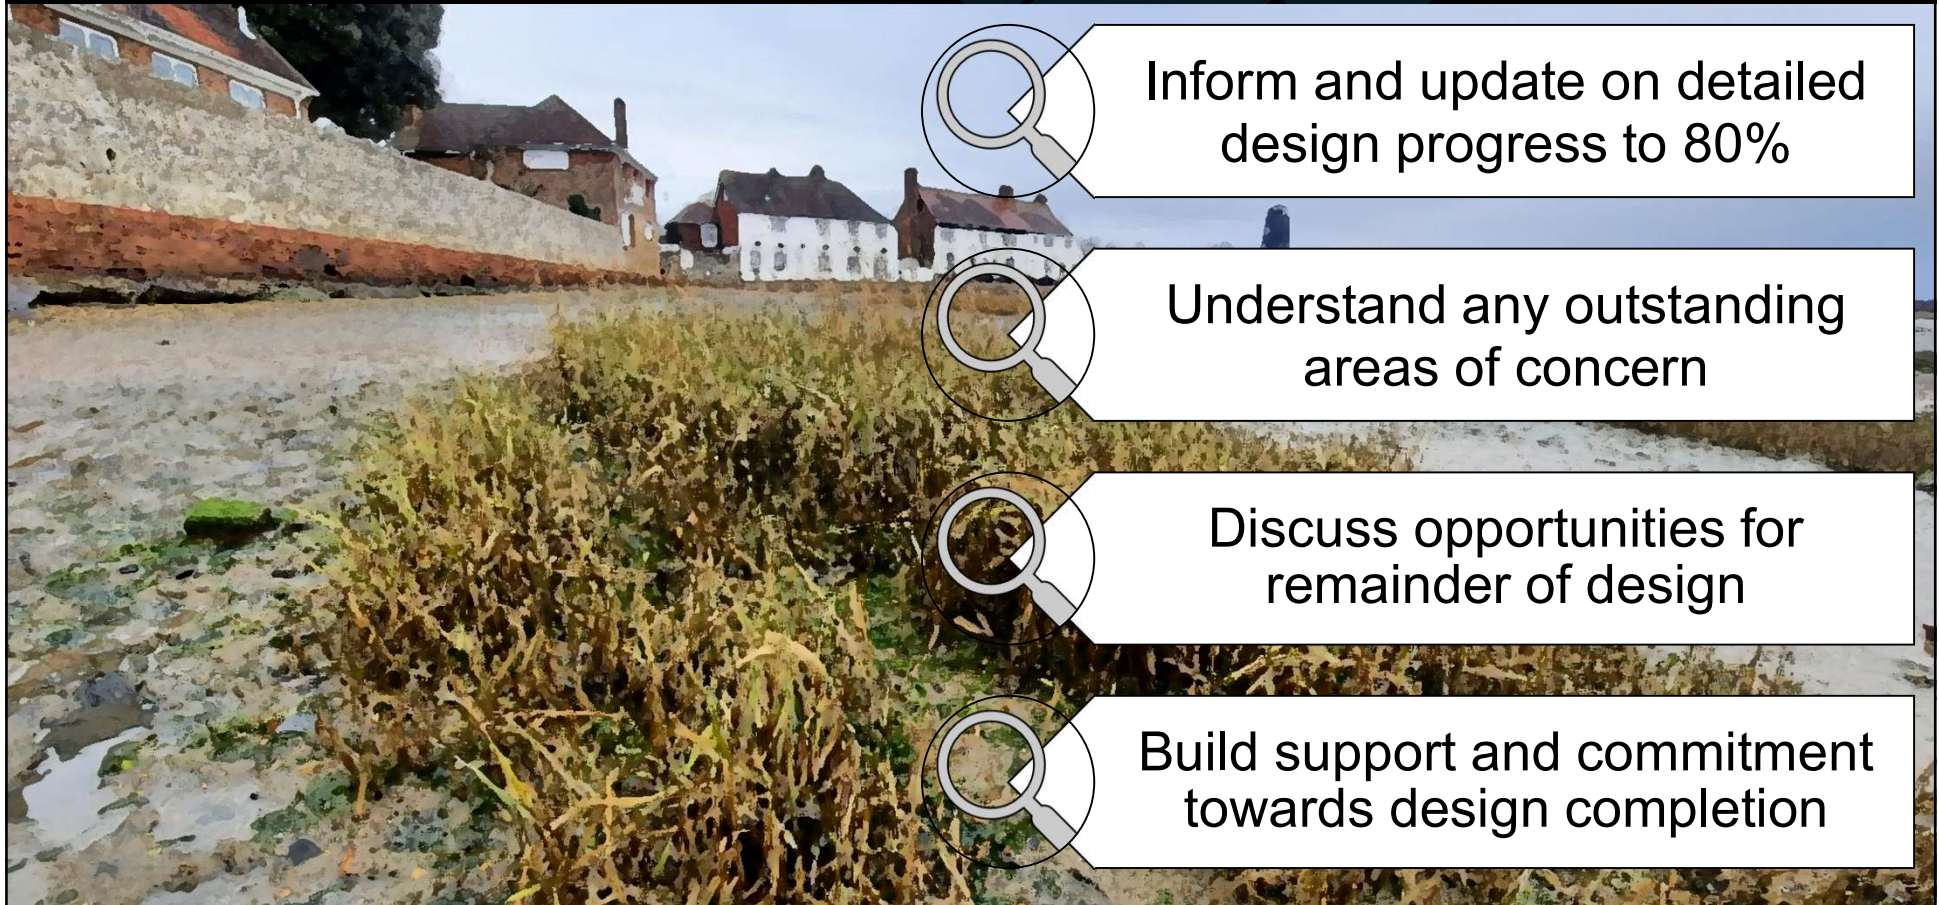 Inform and update on detailed
design progress to 80%
Understand any outstanding
areas of concern
Discuss opportunities for
remainder of design
Build support and commitment
towards design completion